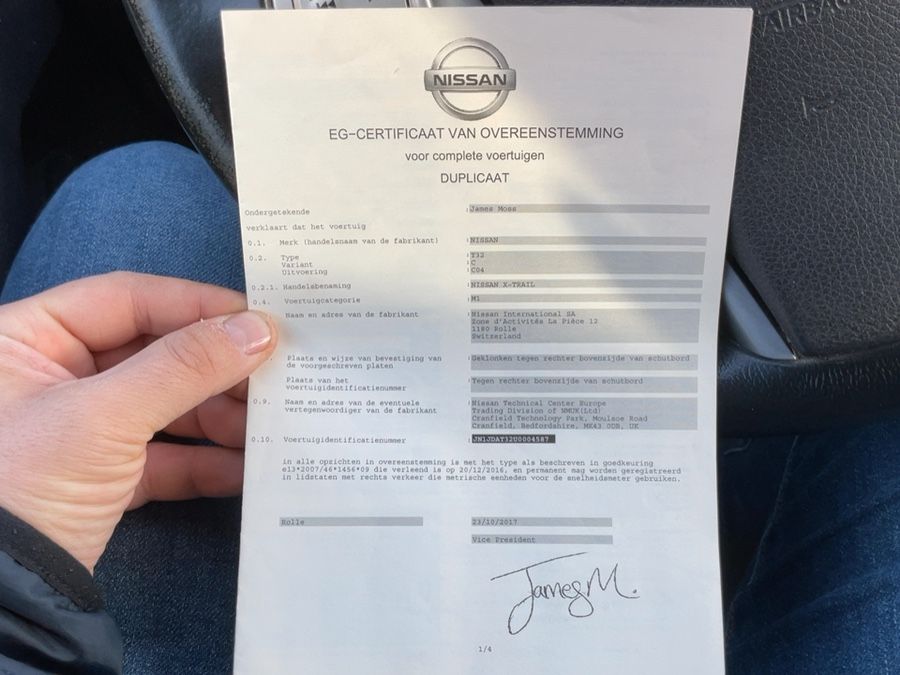 AIRBAG
NISSAN
EG-CERTIFICAAT VAN OVEREENSTEMMING
voor complete voertuigen
DUPLICAAT
Ondergetekende : James Moss
verklaart dat het voertuig
0.1. Merk (handelsnaam van de fabrikant) : NISSAN
0.2. Type : T32
Variant C
Uitvoering C04
0.2.1. Handelsbenaming : NISSAN X-TRAIL
0.4. Voertuigcategorie : M1
Naam en adres van de fabrikant : Nissan International SA
Zone d'Activités La Pièce 12
1180 Rolle
Switzerland
Plaats en wijze van bevestiging van : Geklonken tegen rechter bovenzijde van schutbord
de voorgeschreven platen
Plaats van het : Tegen rechter bovenzijde van schutbord
voertuigidentificatienummer
0.9. Naam en adres van de eventuele : Nissan Technical Center Europe
vertegenwoordiger van de fabrikant Trading Division of NMUK(Ltd)
Cranfield Technology Park, Moulsoe Road
Cranfield, Bedfordshire, MK43 0DB, UK
0.10. Voertuigidentificatienummer : JN1JDAT32U0004587
in alle opzichten in overeenstemming is met het type als beschreven in goedkeuring
e13*2007/46*1456*09 die verleend is op 20/12/2016, en permanent mag worden geregistreerd
in lidstaten met rechts verkeer die metrische eenheden voor de snelheidsmeter gebruiken.
Rolle 23/10/2017
Vice President
James M.
1/4